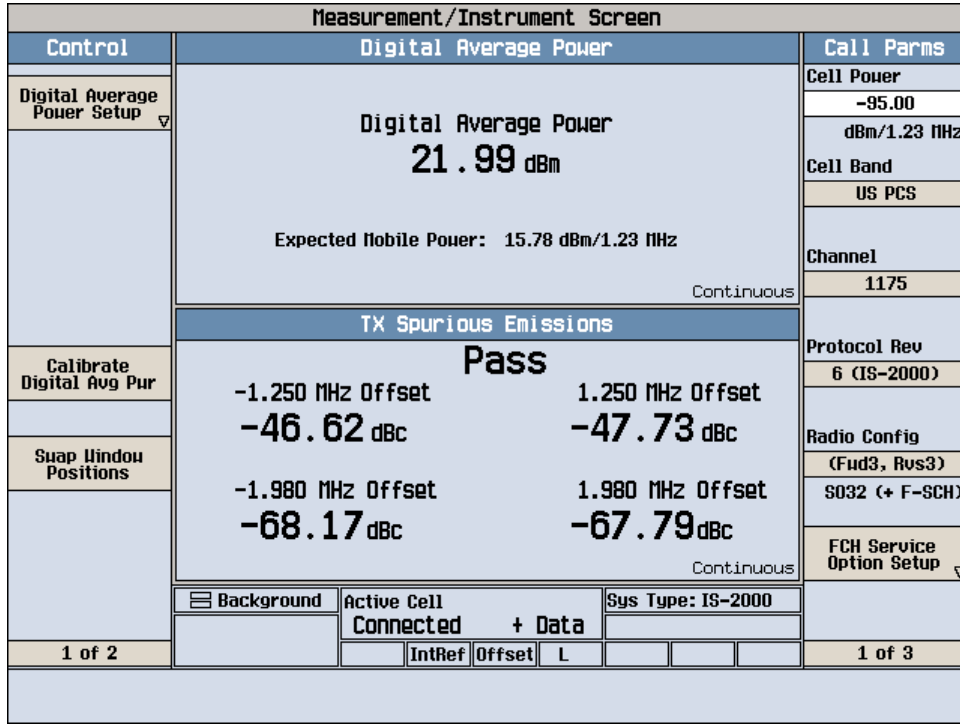 Measurement/Instrument Screen
Control
Digital Average
Power Setup
Calibrate
Digital Avg Pwr
Swap Window
Positions
1 of 2
Digital Average Power
Digital Average Power
21.99 dBm
Expected Mobile Power: 15.78 dBm/1.23 MHz
Continuous
TX Spurious Emissions
Pass
-1.250 MHz Offset
-46.62 dBc
1.250 MHz Offset
-47.73 dBc
-1.980 MHz Offset
-68.17 dBc
1.980 MHz Offset
-67.79 dBc
Continuous
Background
Active Cell
Connected + Data
Sys Type: IS-2000
IntRef
Offset
L
Call Parms
Cell Power
-95.00
dBm/1.23 MHz
Cell Band
US PCS
Channel
1175
Protocol Rev
6 (IS-2000)
Radio Config
(Fwd3, Rvs3)
SO32 (+ F-SCH)
FCH Service
Option Setup
1 of 3